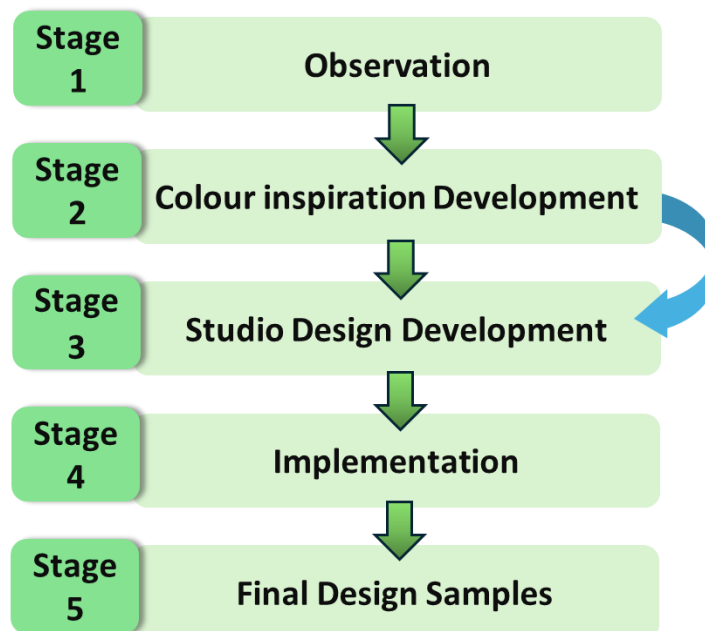 Stage
1
Observation
Stage
2
Colour inspiration Development
Stage
3
Studio Design Development
Stage
4
Implementation
Stage
5
Final Design Samples